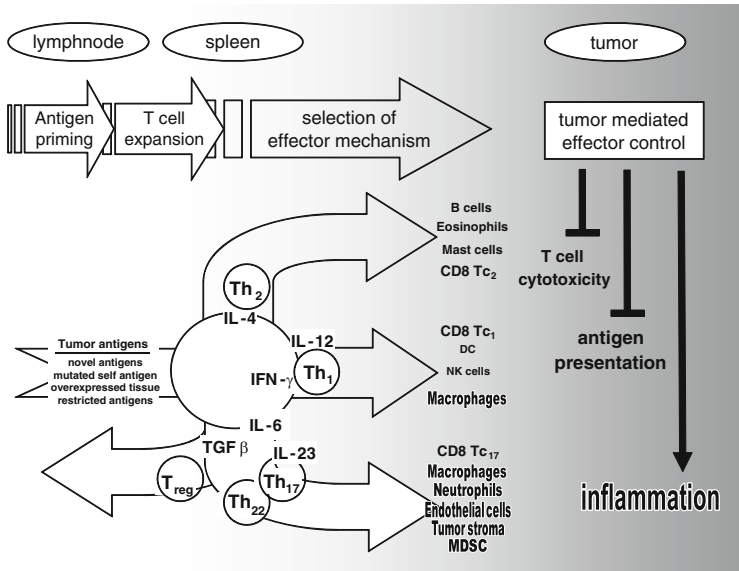 lymphnode
spleen
tumor
Antigen
priming
T cell
expansion
selection of
effector mechanism
tumor mediated
effector control
B cells
Eosinophils
Mast cells
CD8 Tc2
T cell
cytotoxicity
Th2
IL-4
Tumor antigens
novel antigens
mutated self antigen
overexpressed tissue
restricted antigens
IL-12
IFN-γ
Th1
CD8 Tc1
DC
NK cells
Macrophages
antigen
presentation
IL-6
TGF β
IL-23
Treg
Th17
Th22
CD8 Tc17
Macrophages
Neutrophils
Endothelial cells
Tumor stroma
MDSC
inflammation